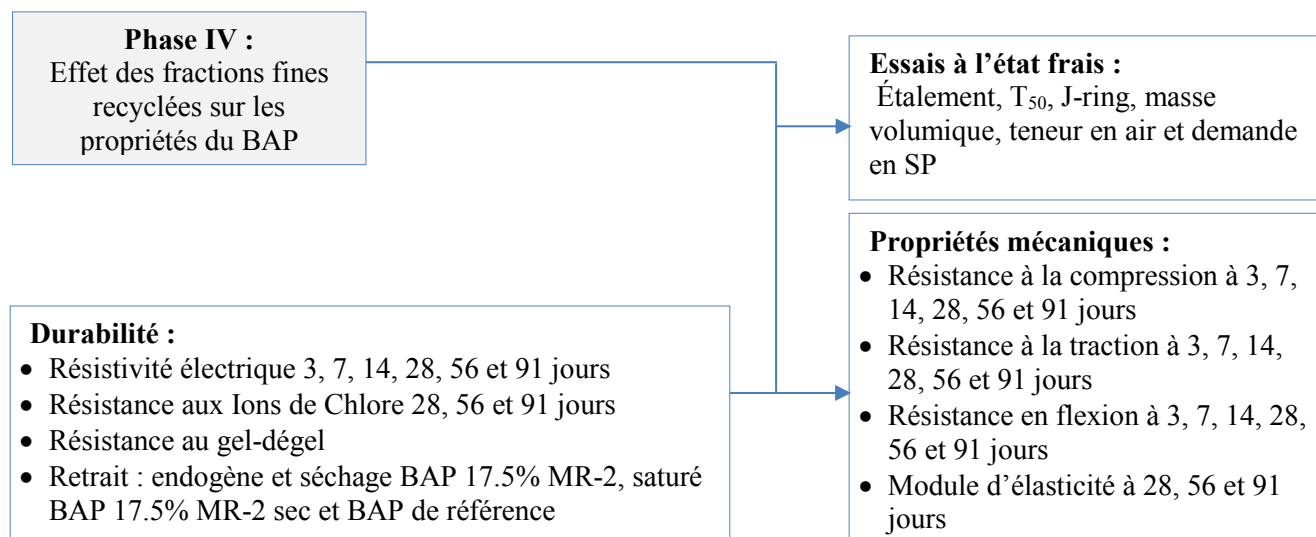 Phase IV :
Effet des fractions fines
recyclées sur les
propriétés du BAP
Essais à l’état frais :
Étalement, T₅₀, J-ring, masse
volumique, teneur en air et demande
en SP
Propriétés mécaniques :
• Résistance à la compression à 3, 7,
14, 28, 56 et 91 jours
• Résistance à la traction à 3, 7, 14,
28, 56 et 91 jours
• Résistance en flexion à 3, 7, 14, 28,
56 et 91 jours
• Module d’élasticité à 28, 56 et 91
jours
Durabilité :
• Résistivité électrique 3, 7, 14, 28, 56 et 91 jours
• Résistance aux Ions de Chlore 28, 56 et 91 jours
• Résistance au gel-dégel
• Retrait : endogène et séchage BAP 17.5% MR-2, saturé
BAP 17.5% MR-2 sec et BAP de référence